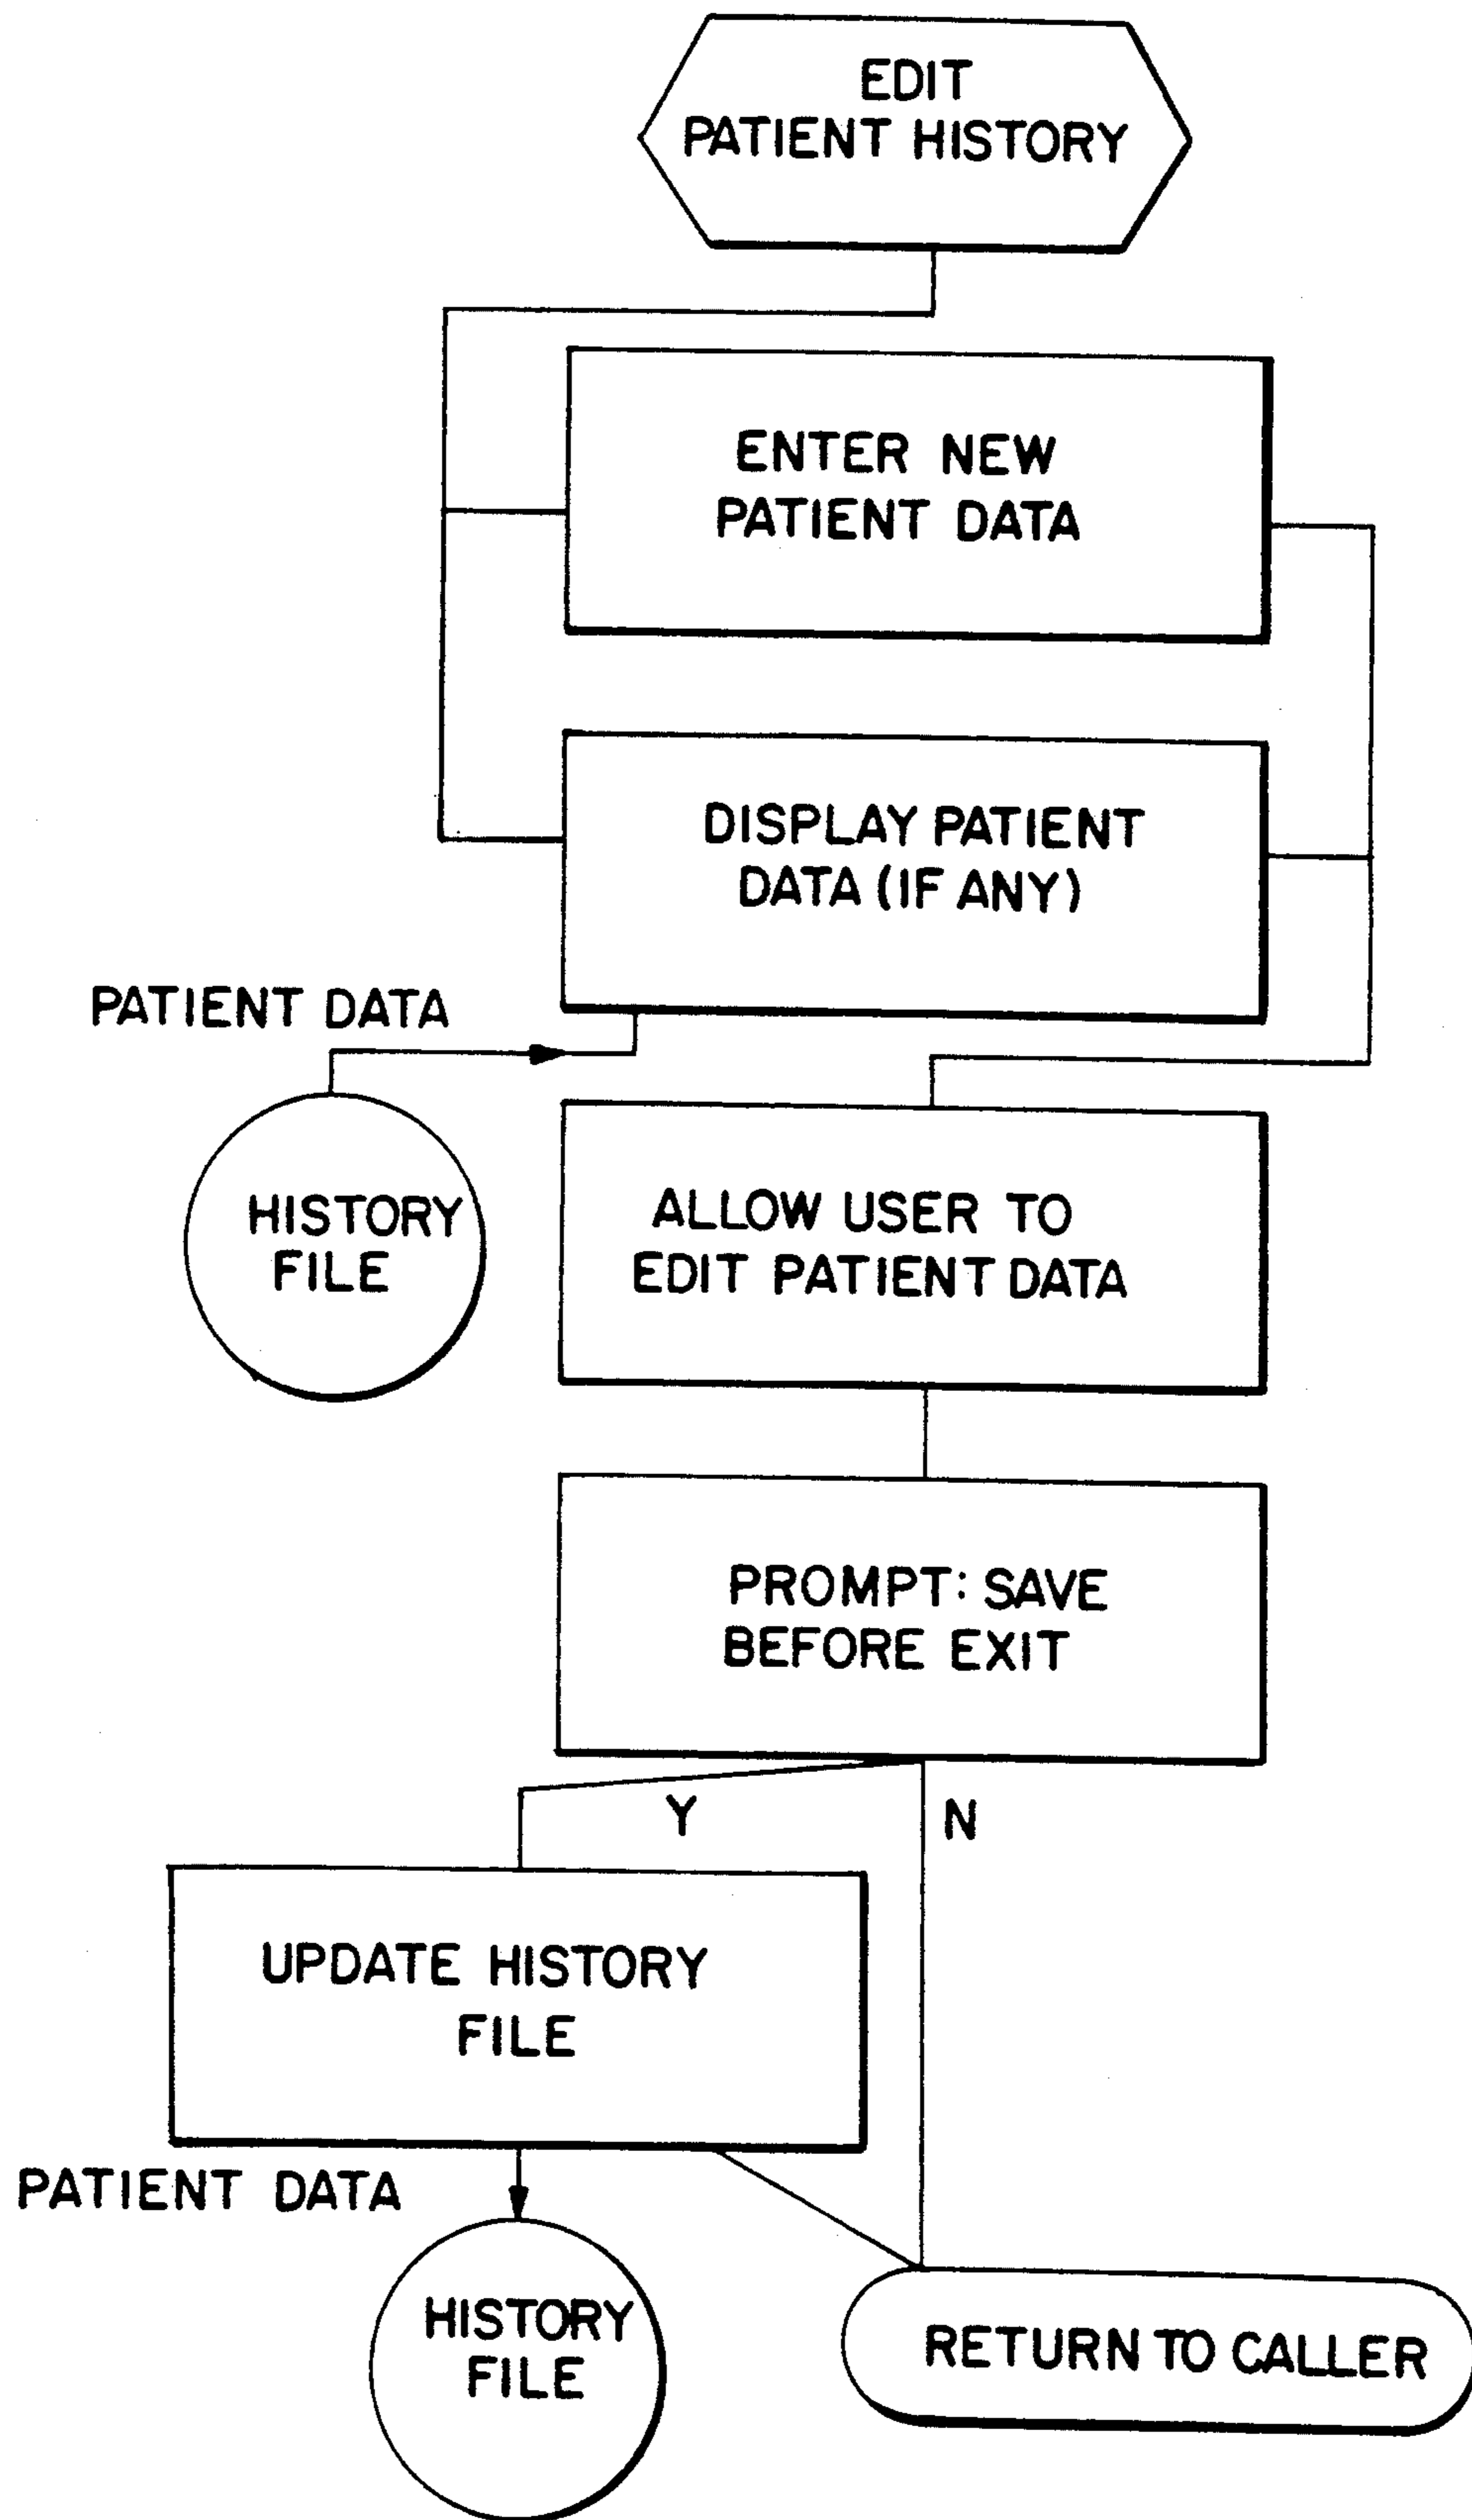 EDIT
PATIENT HISTORY
ENTER NEW
PATIENT DATA
DISPLAY PATIENT
DATA (IF ANY)
PATIENT DATA
HISTORY
FILE
ALLOW USER TO
EDIT PATIENT DATA
PROMPT: SAVE
BEFORE EXIT
Y
N
UPDATE HISTORY
FILE
PATIENT DATA
HISTORY
FILE
RETURN TO CALLER